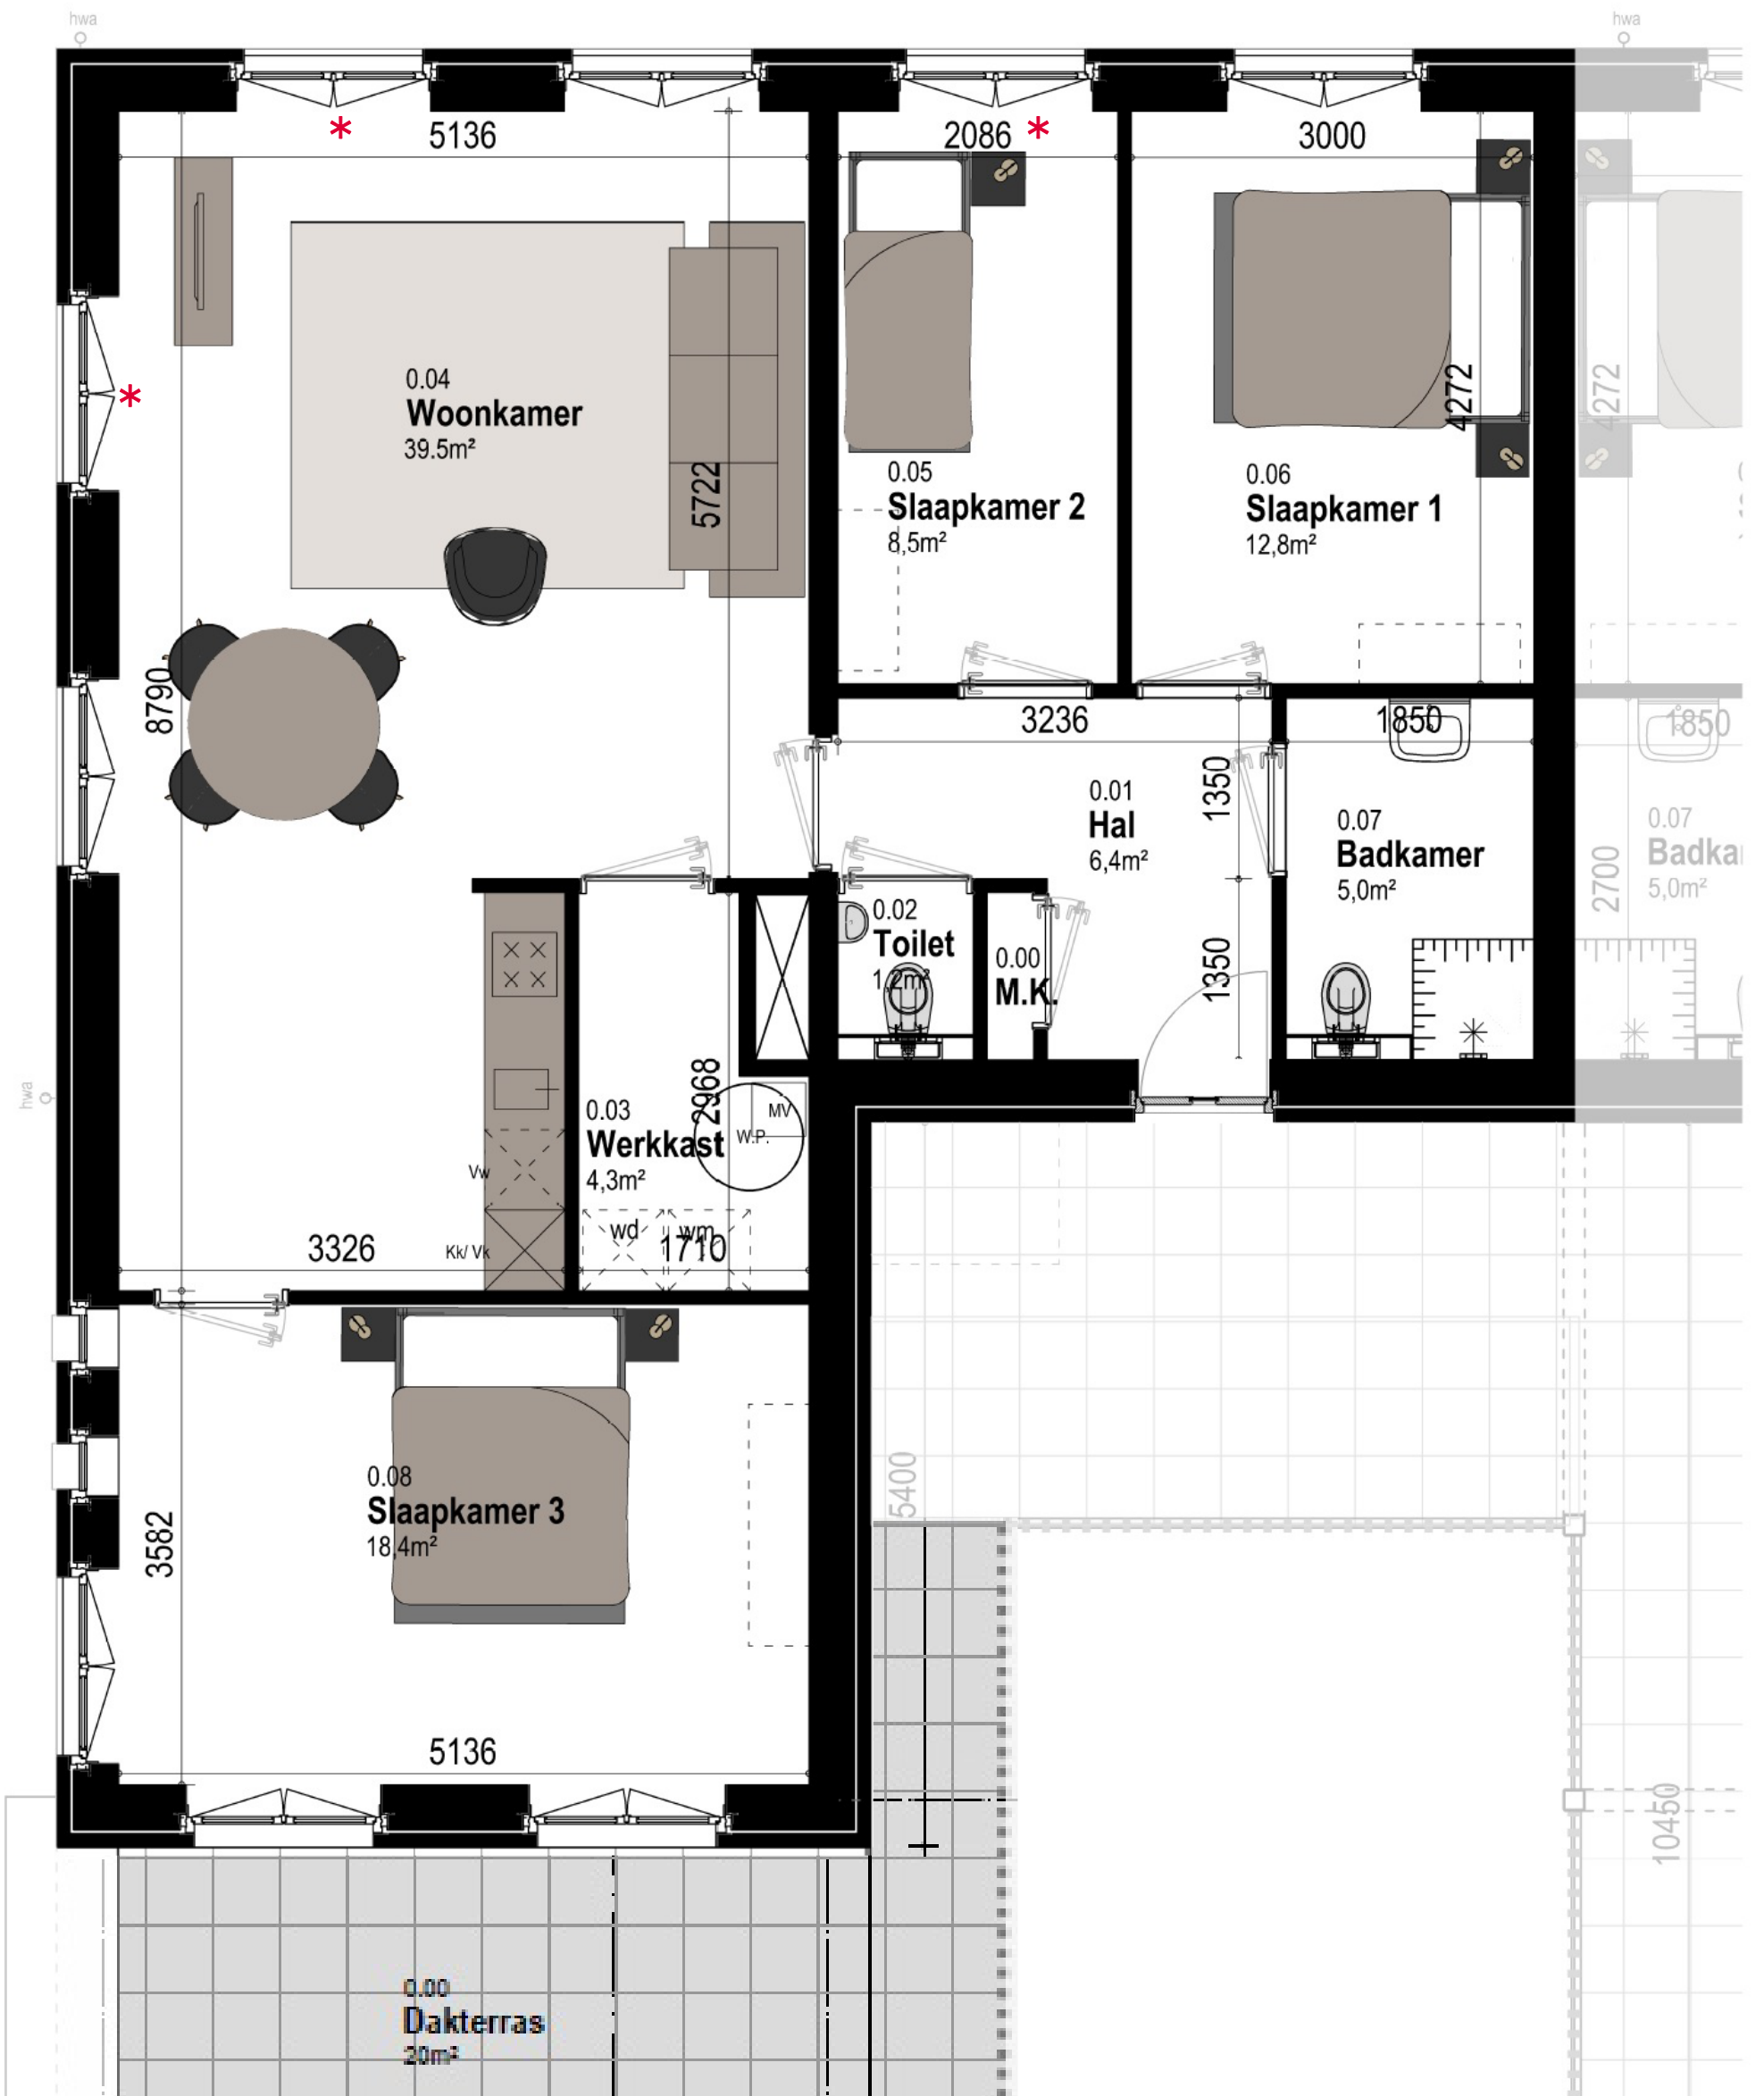 hwa
hwa
*
5136
2086 *
3000
0.04
Woonkamer
39.5m²
*
5722
8790
0.05
Slaapkamer 2
8,5m²
4272
0.06
Slaapkamer 1
12,8m²
4272
3236
1850
1850
0.01
Hal
6,4m²
1350
1350
0.07
Badkamer
5,0m²
2700
0.07
Badka
5,0m²
0.02
Toilet
1,2m²
0.00
M.K.
hwa
0.03
Werkkast
4,3m²
2968
MV
W.P.
Vw
Kk/ Vk
wd
wm
3326
1710
0.08
Slaapkamer 3
18,4m²
3582
5136
5400
10450
0.00
Dakterras
20m²